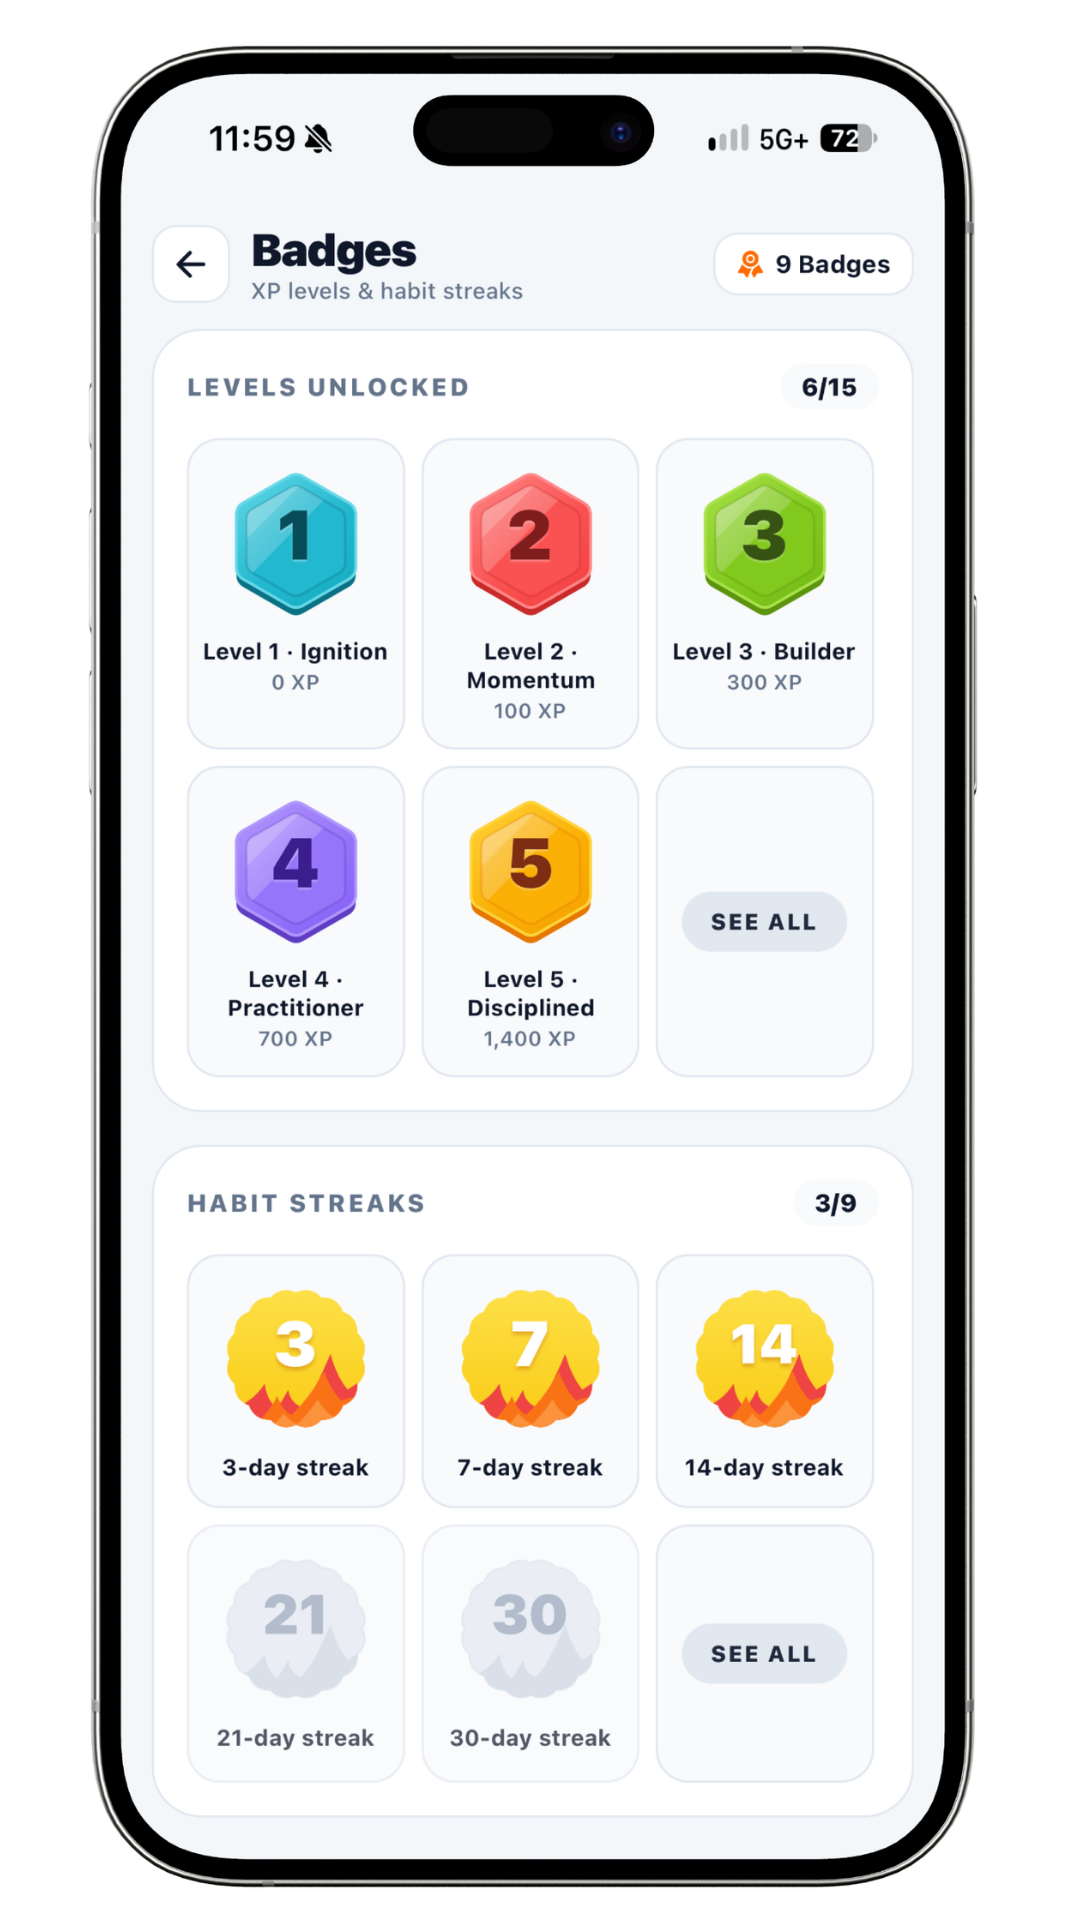 11:59
5G+
72
Badges
XP levels & habit streaks
9 Badges
LEVELS UNLOCKED
6/15
1
2
3
Level 1 · Ignition
0 XP
Level 2 ·
Momentum
100 XP
Level 3 · Builder
300 XP
4
5
Level 4 ·
Practitioner
700 XP
Level 5 ·
Disciplined
1,400 XP
SEE ALL
HABIT STREAKS
3/9
3
7
14
3-day streak
7-day streak
14-day streak
21
30
21-day streak
30-day streak
SEE ALL